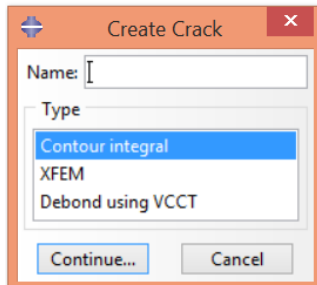 Create Crack
Name:
Type
Contour integral
XFEM
Debond using VCCT
Continue... Cancel